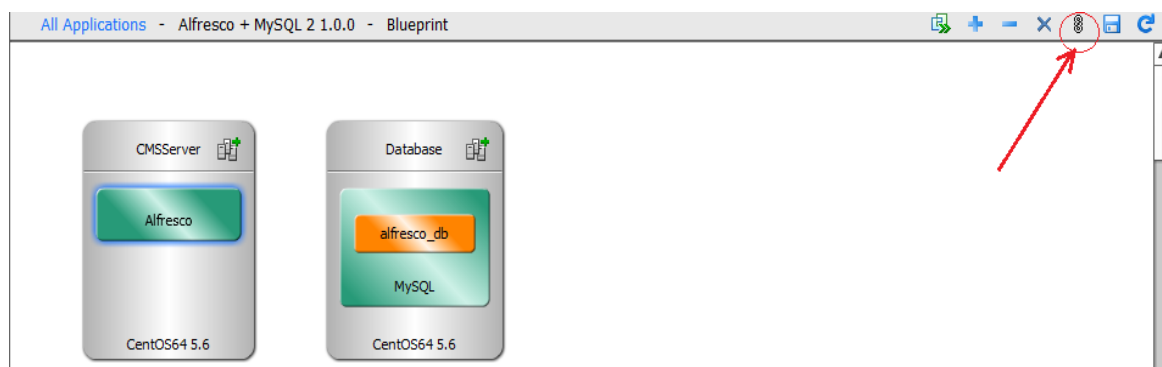 All Applications - Alfresco + MySQL 2 1.0.0 - Blueprint
CMSServer
Alfresco
CentOS64 5.6
Database
alfresco_db
MySQL
CentOS64 5.6